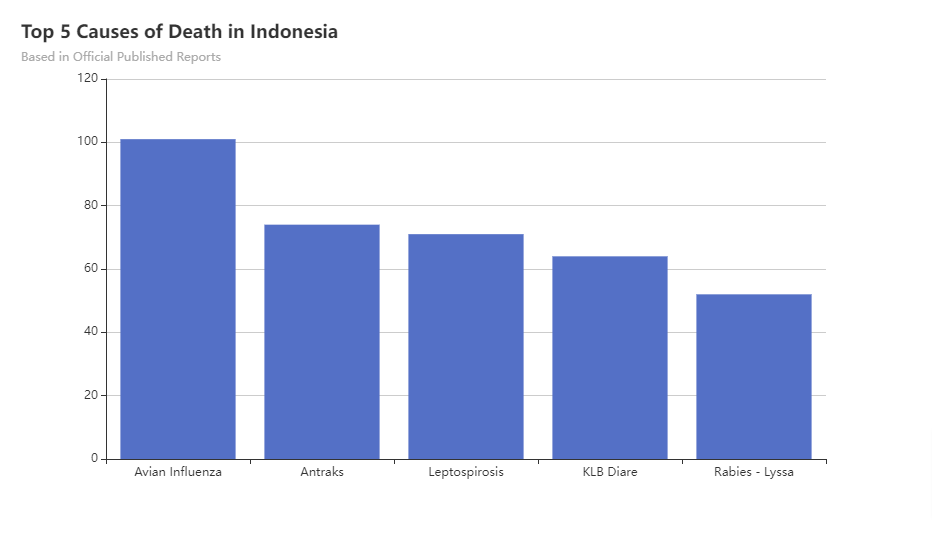 Top 5 Causes of Death in Indonesia
Based in Official Published Reports
120
100
80
60
40
20
0
Avian Influenza Antraks Leptospirosis KLB Diare Rabies - Lyssa